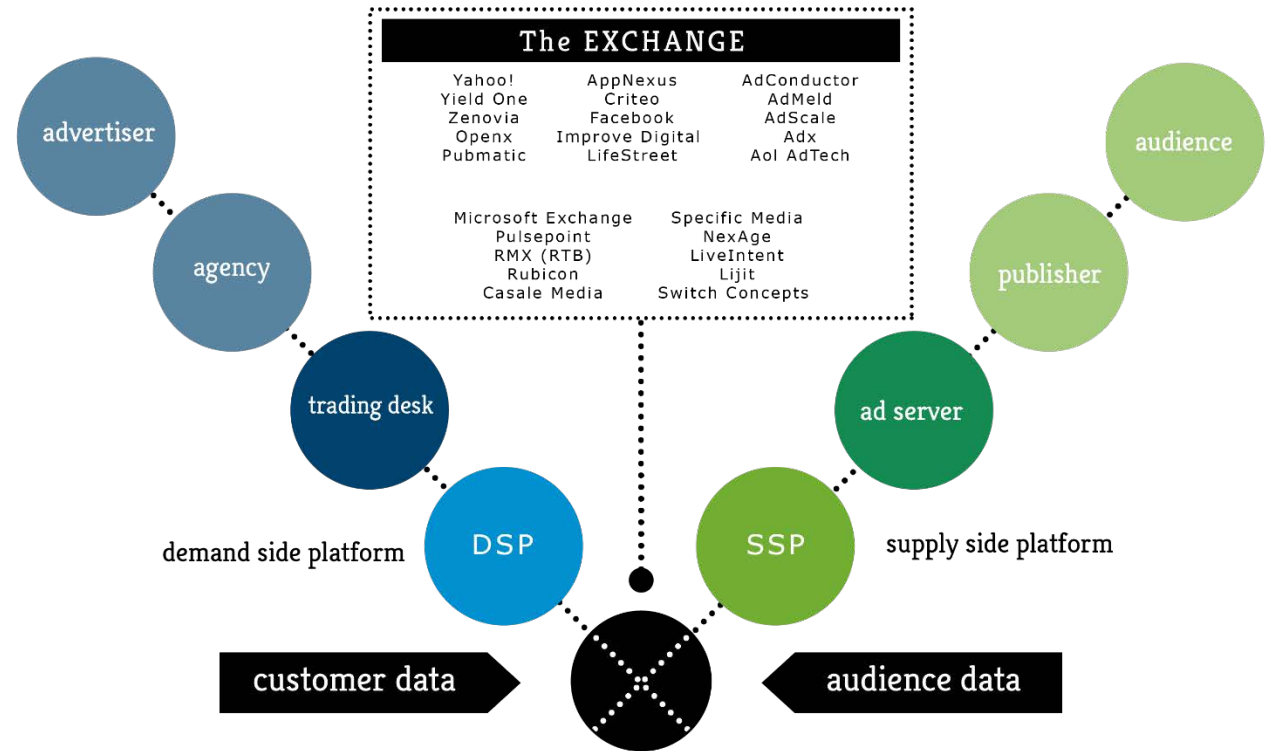 The EXCHANGE
Yahoo! AppNexus AdConductor
Yield One Criteo AdMeld
Zenovia Facebook AdScale
Openx Improve Digital Adx
Pubmatic LifeStreet Aol AdTech
Microsoft Exchange Specific Media
Pulsepoint NexAge
RMX (RTB) LiveIntent
Rubicon Lijit
Casale Media Switch Concepts
advertiser
agency
trading desk
DSP
demand side platform
audience
publisher
ad server
SSP
supply side platform
customer data
audience data